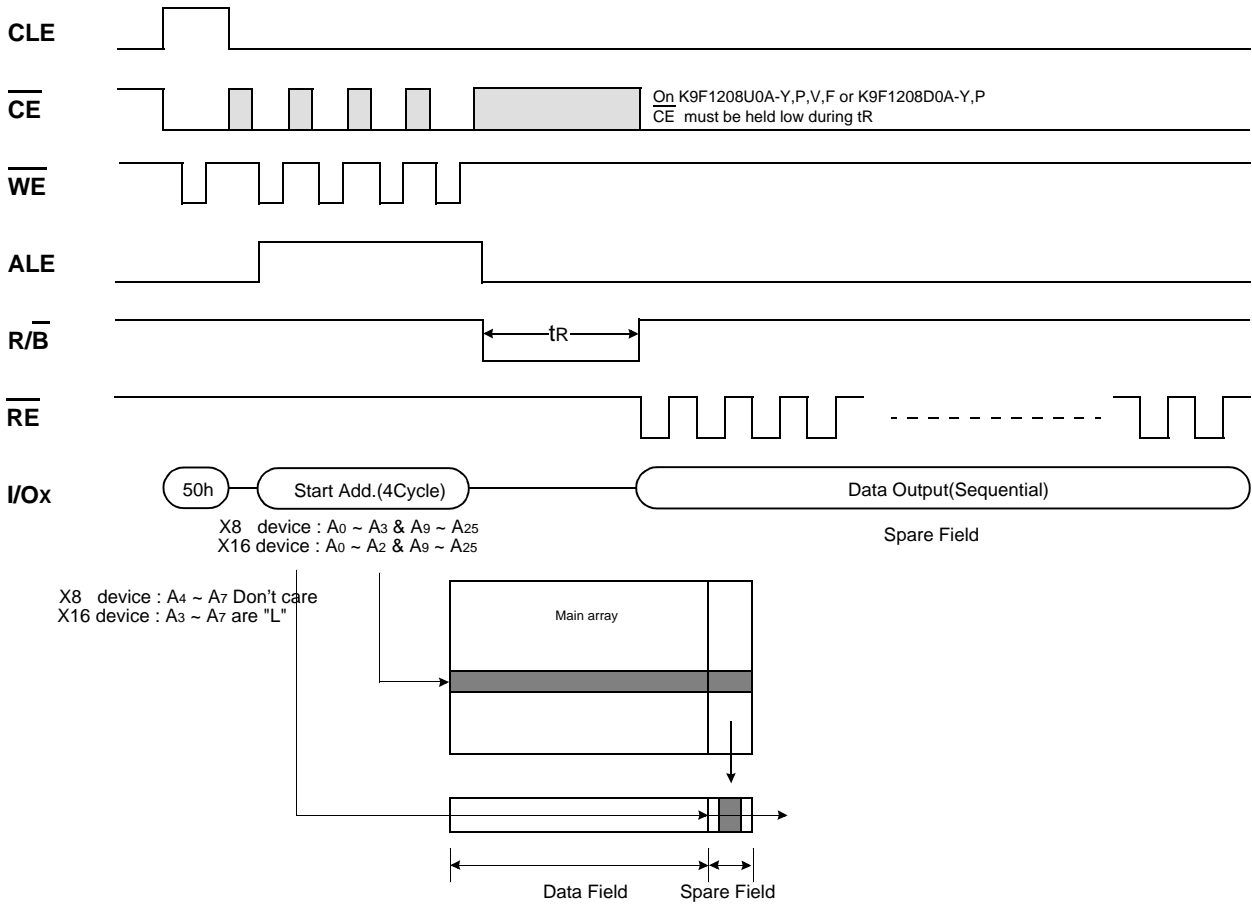 CLE
CE
On K9F1208U0A-Y,P,V,F or K9F1208D0A-Y,P
CE must be held low during tR
WE
ALE
R/B
tR
RE
I/Ox
50h
Start Add.(4Cycle)
Data Output(Sequential)
X8 device : A0 ~ A3 & A9 ~ A25
X16 device : A0 ~ A2 & A9 ~ A25
Spare Field
X8 device : A4 ~ A7 Don't care
X16 device : A3 ~ A7 are "L"
Main array
Data Field
Spare Field